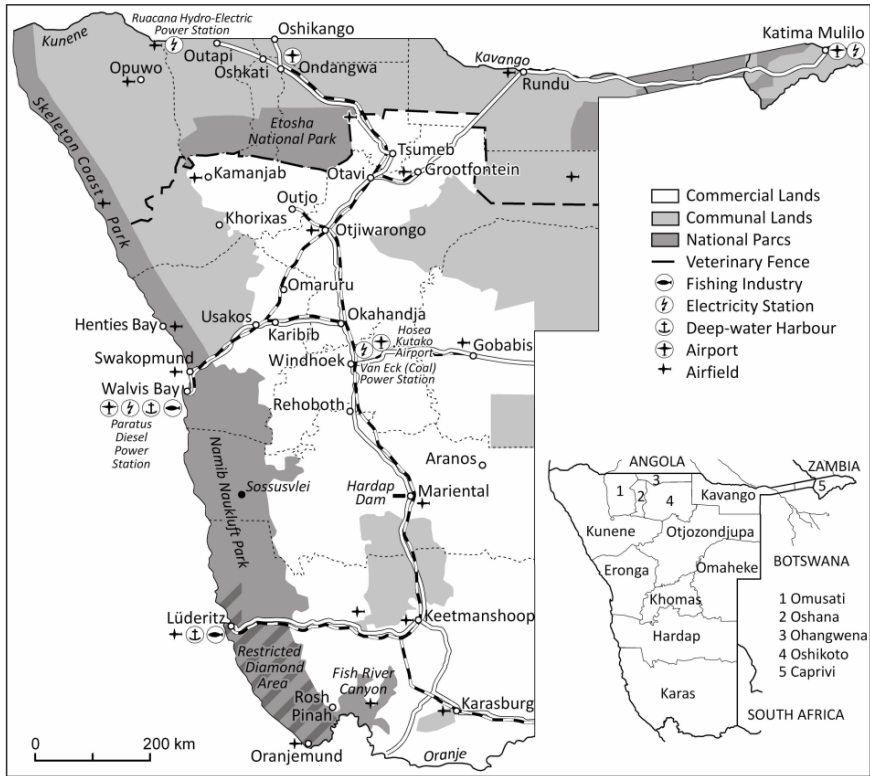 Ruacana Hydro-Electric
Power Station
Oshikango
Kunene
Katima Mulilo
Outapi
Oshkati
Ondangwa
Opuwo
Kavango
Rundu
Skeleton Coast Park
Etosha
National Park
Tsumeb
Kamanjab
Otavi
Grootfontein
Outjo
Khorixas
Otjiwarongo
Omaruru
Usakos
Okahandja
Henties Bay
Karibib
Hosea
Kutako
Airport
Gobabis
Swakopmund
Windhoek
Van Eck (Coal)
Power Station
Walvis Bay
Rehoboth
Paratus
Diesel
Power
Station
Namib Naukluft Park
Aranos
Sossusvlei
Hardap
Dam
Mariental
Lüderitz
Keetmanshoop
Restricted
Diamond
Area
Fish River
Canyon
Rosh
Pinah
Karasburg
Oranjemund
Oranje
0
200 km
Commercial Lands
Communal Lands
National Parcs
Veterinary Fence
Fishing Industry
Electricity Station
Deep-water Harbour
Airport
Airfield
ANGOLA
ZAMBIA
1
2
3
4
5
Kavango
Kunene
Otjozondjupa
BOTSWANA
Eronga
Omaheke
Khomas
Hardap
Karas
1 Omusati
2 Oshana
3 Ohangwena
4 Oshikoto
5 Caprivi
SOUTH AFRICA